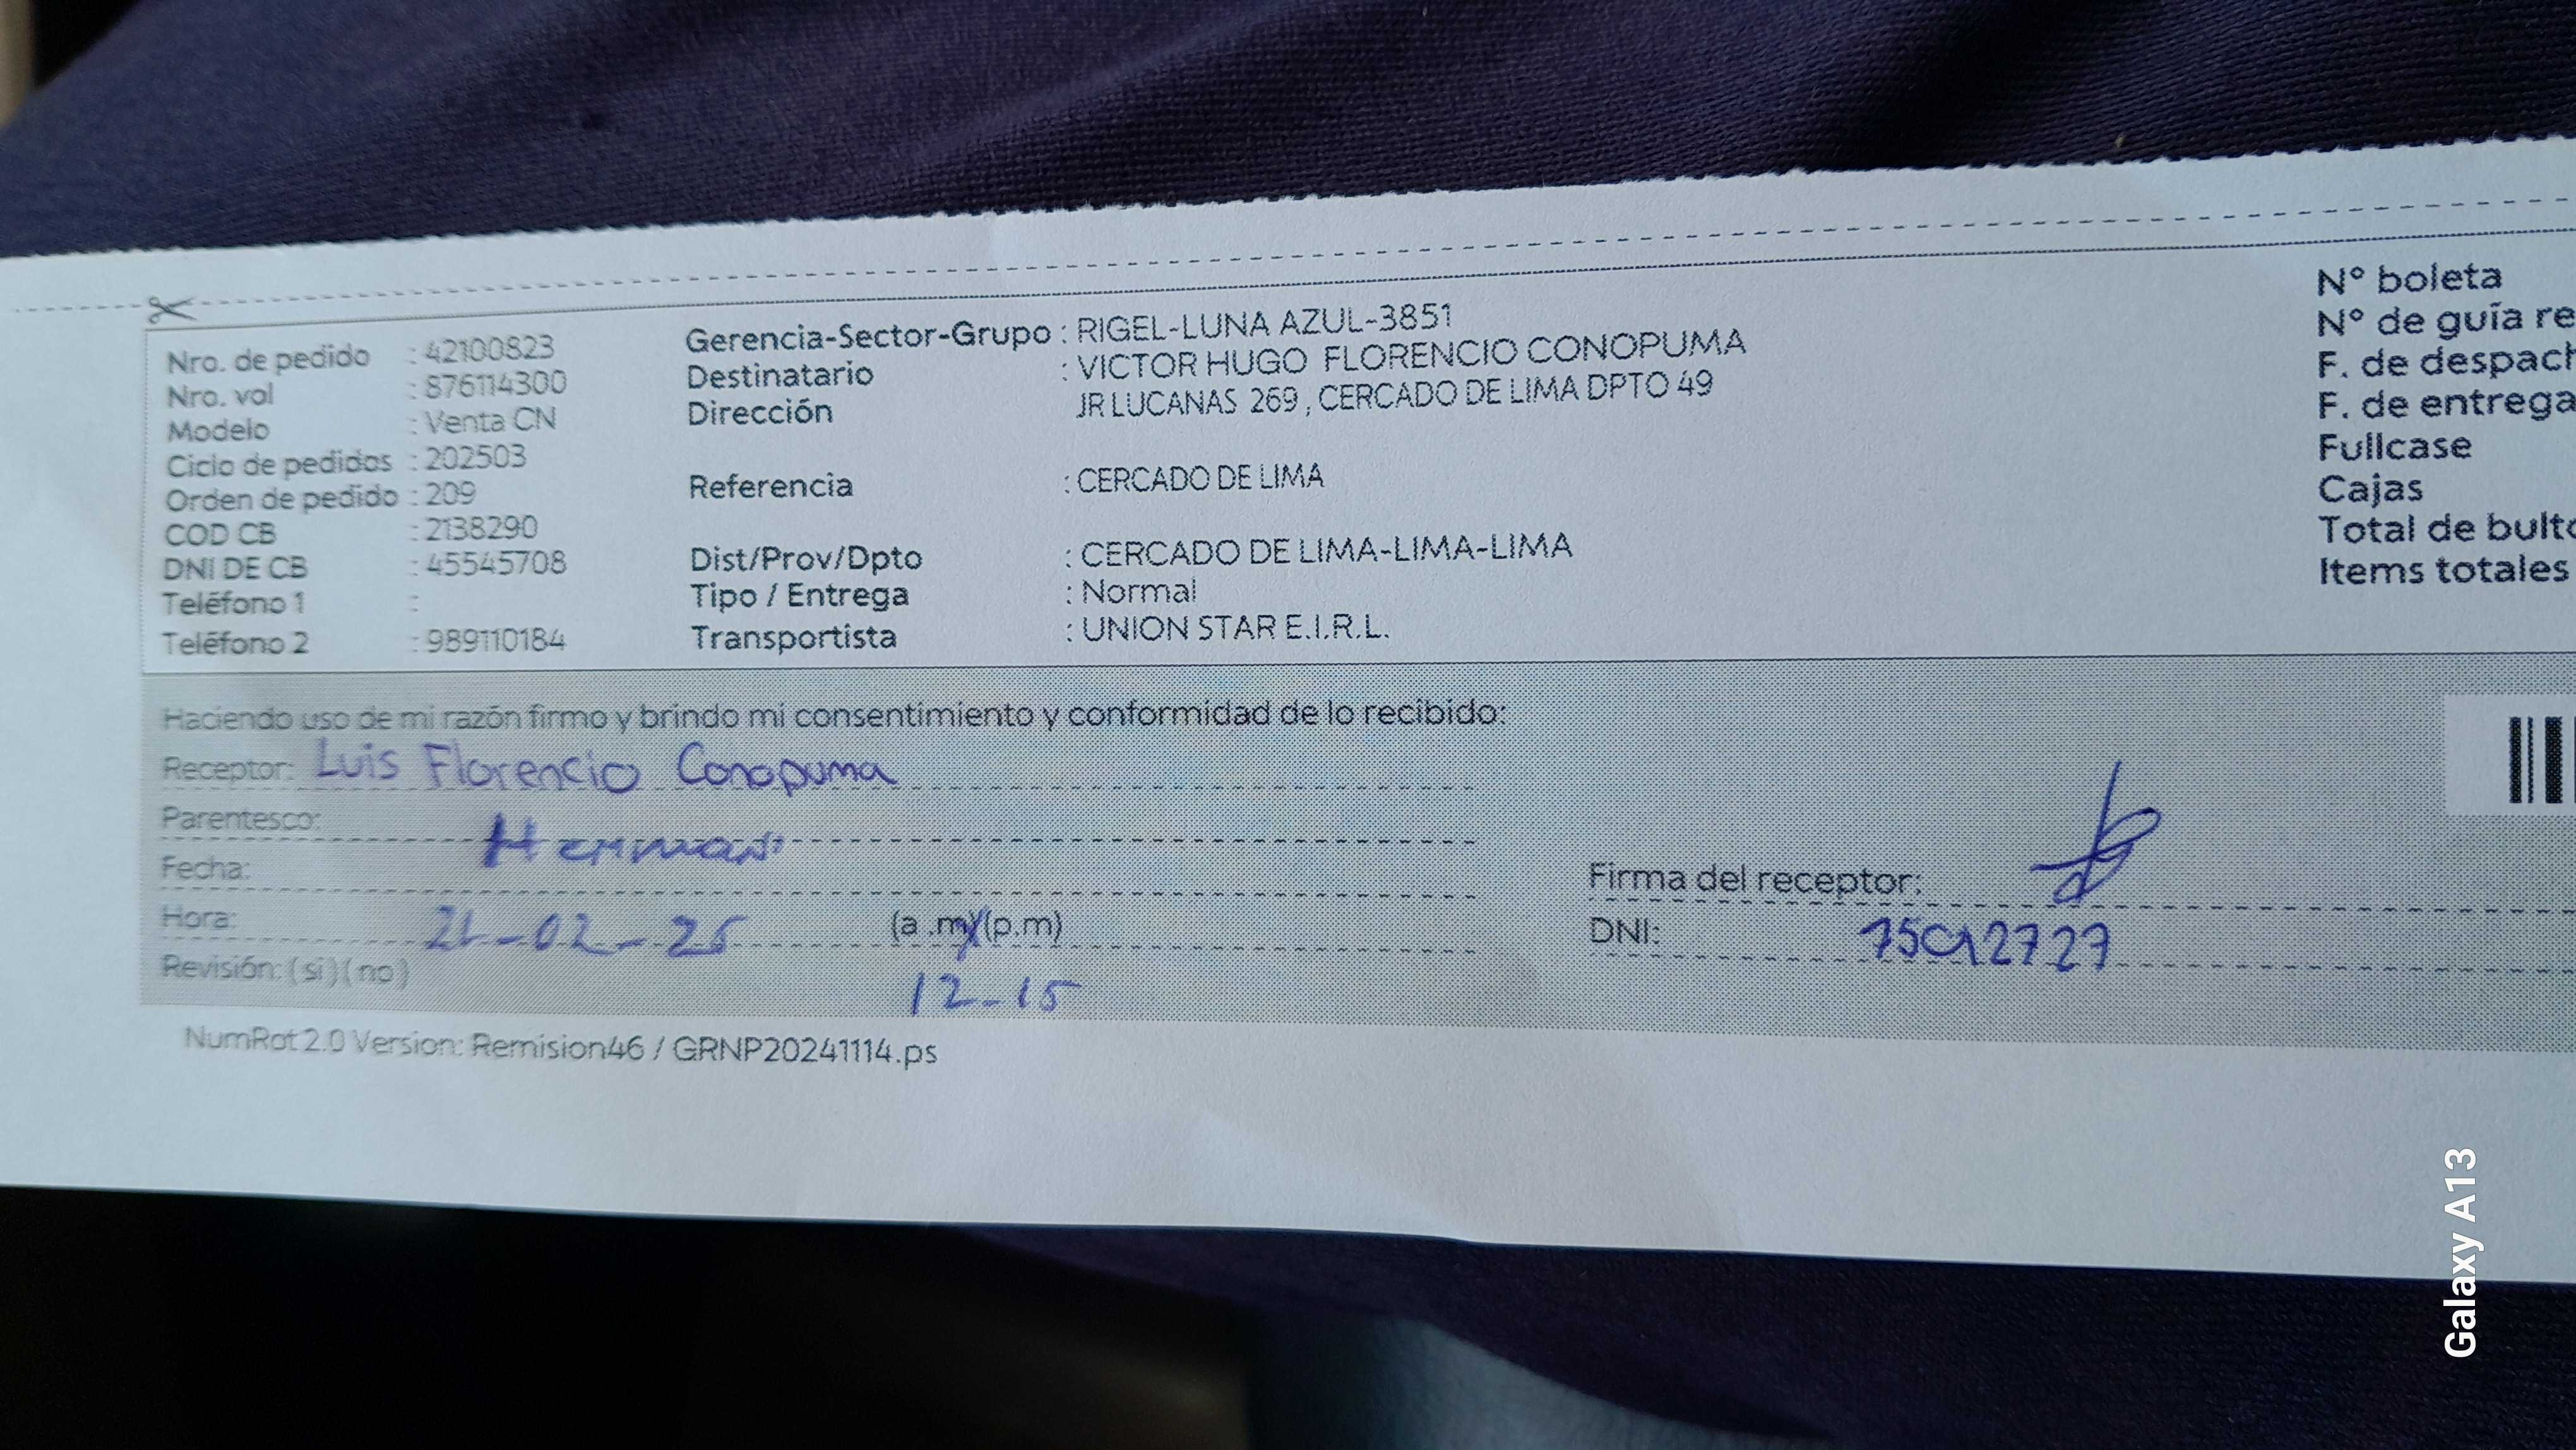 Nro. de pedido : 42100823
Nro. vol : 876114300
Modelo : Venta CN
Ciclo de pedidos : 202503
Orden de pedido : 209
COD CB : 2138290
DNI DE CB : 45545708
Teléfono 1 :
Teléfono 2 : 989110184
Gerencia-Sector-Grupo : RIGEL-LUNA AZUL-3851
Destinatario : VICTOR HUGO FLORENCIO CONOPUMA
Dirección JR LUCANAS 269 , CERCADO DE LIMA DPTO 49
Referencia : CERCADO DE LIMA
Dist/Prov/Dpto : CERCADO DE LIMA-LIMA-LIMA
Tipo / Entrega : Normal
Transportista : UNION STAR E.I.R.L.
N° boleta
N° de guía re
F. de despach
F. de entrega
Fullcase
Cajas
Total de bulto
Items totales
Haciendo uso de mi razón firmo y brindo mi consentimiento y conformidad de lo recibido:
Receptor: Luis Florencio Conopuma
Parentesco: Hermano
Fecha:
Hora: 21-02-25 (a .m)(p.m)
12-15
Revisión: (si)(no)
Firma del receptor:
DNI:
NumRot 2.0 Version: Remision46 / GRNP20241114.ps
Galaxy A13